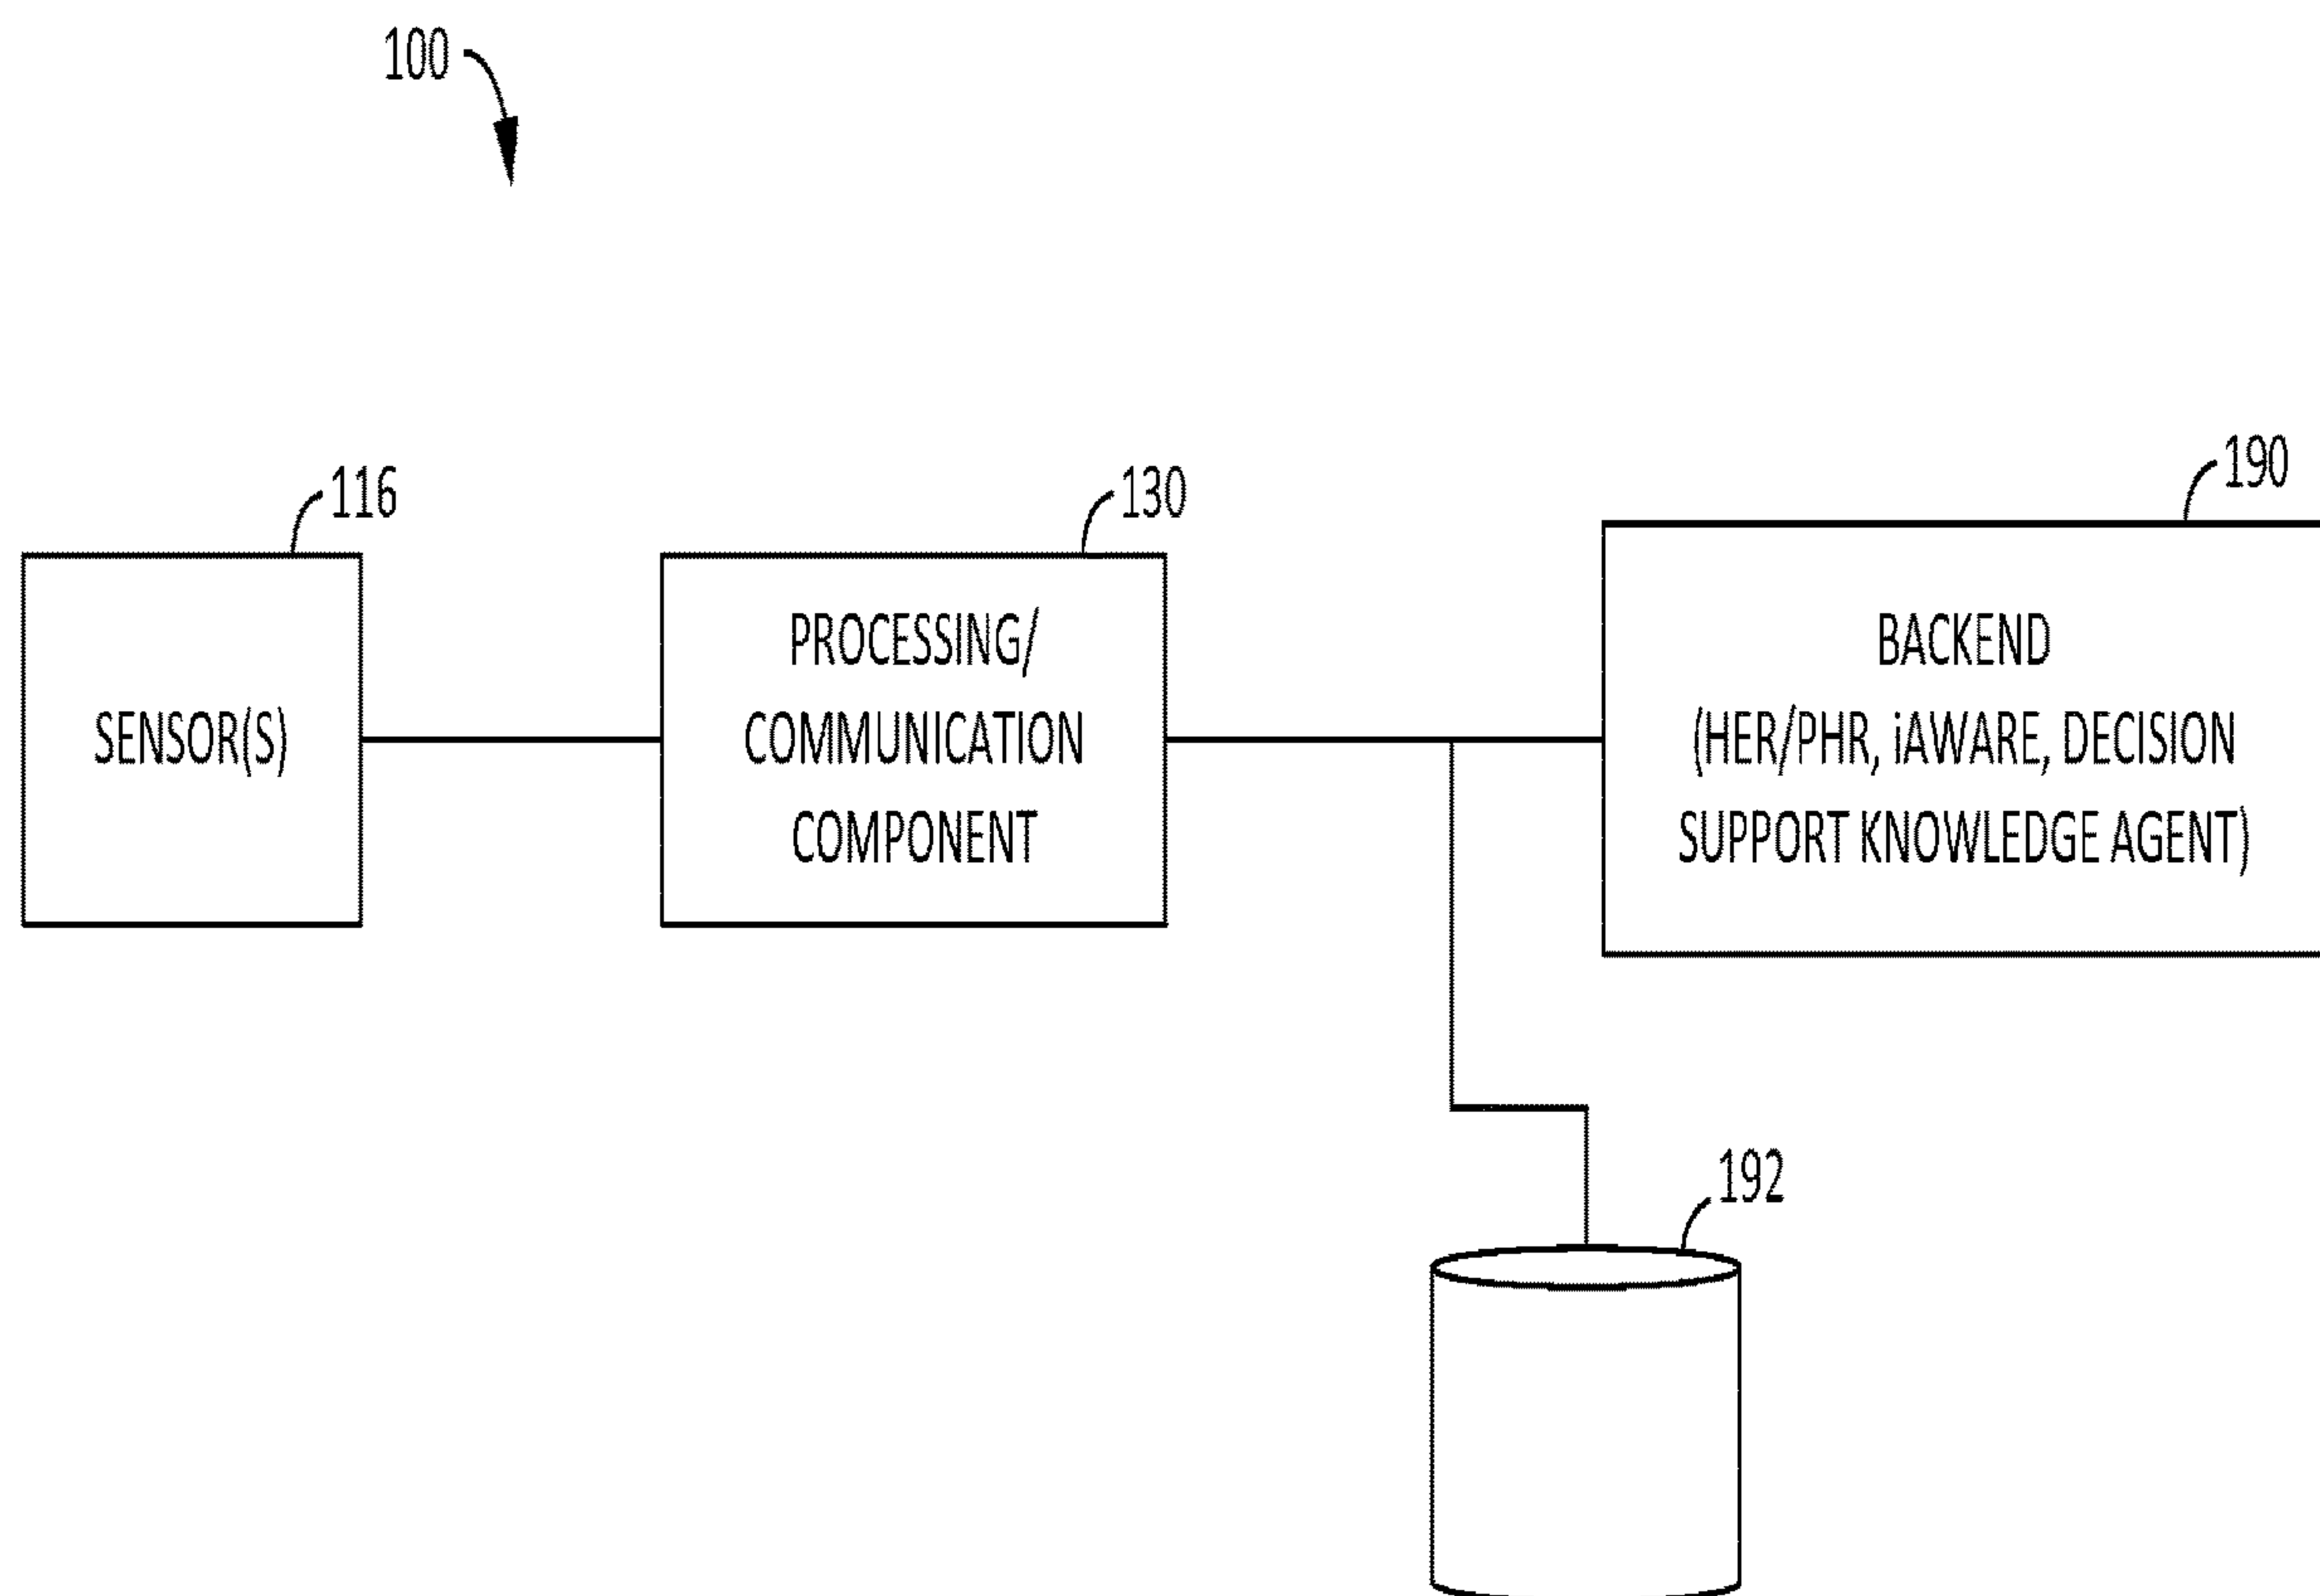 100
116
130
190
SENSOR(S)
PROCESSING/
COMMUNICATION
COMPONENT
BACKEND
(HER/PHR, iAWARE, DECISION
SUPPORT KNOWLEDGE AGENT)
192